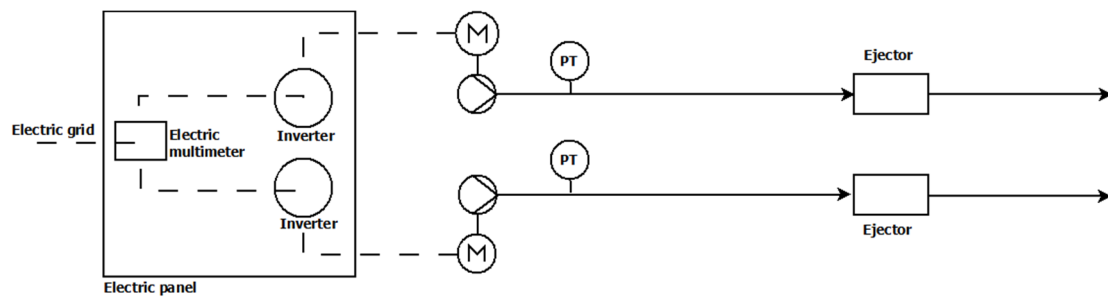 M
PT
Ejector
Electric grid
Electric
multimeter
Inverter
PT
Inverter
Ejector
M
Electric panel